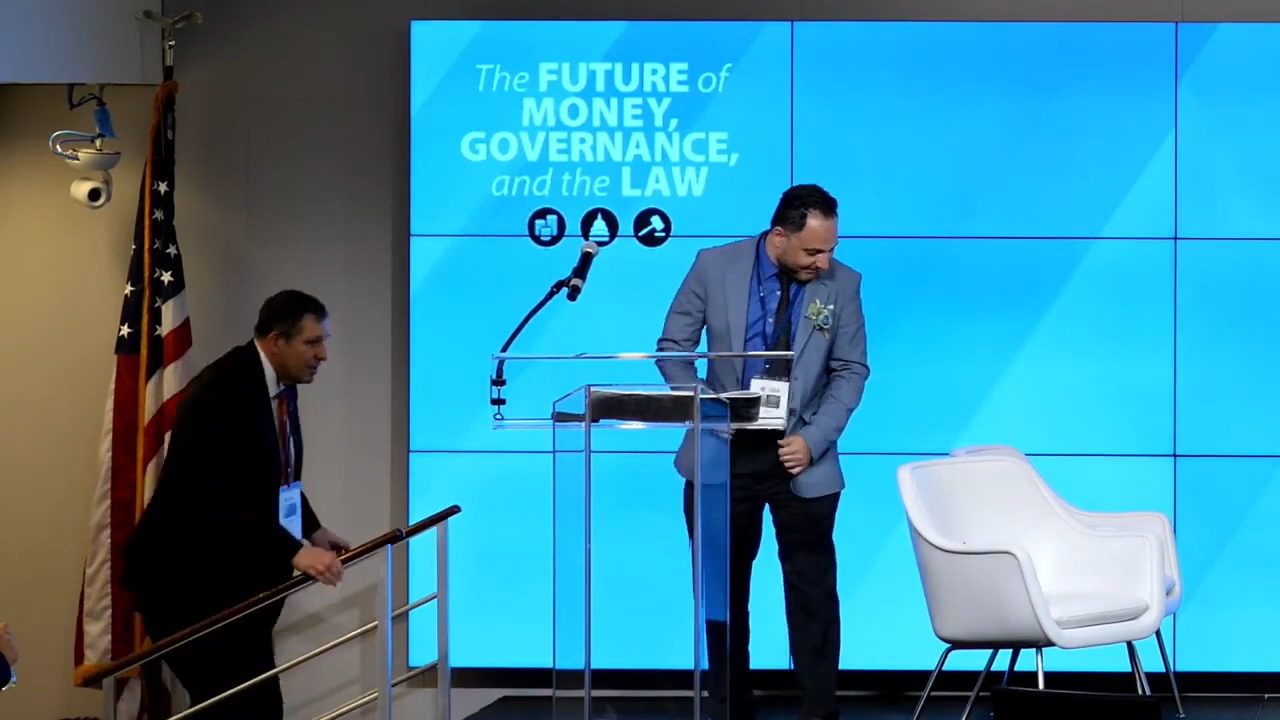 The FUTURE of
MONEY,
GOVERNANCE,
and the LAW